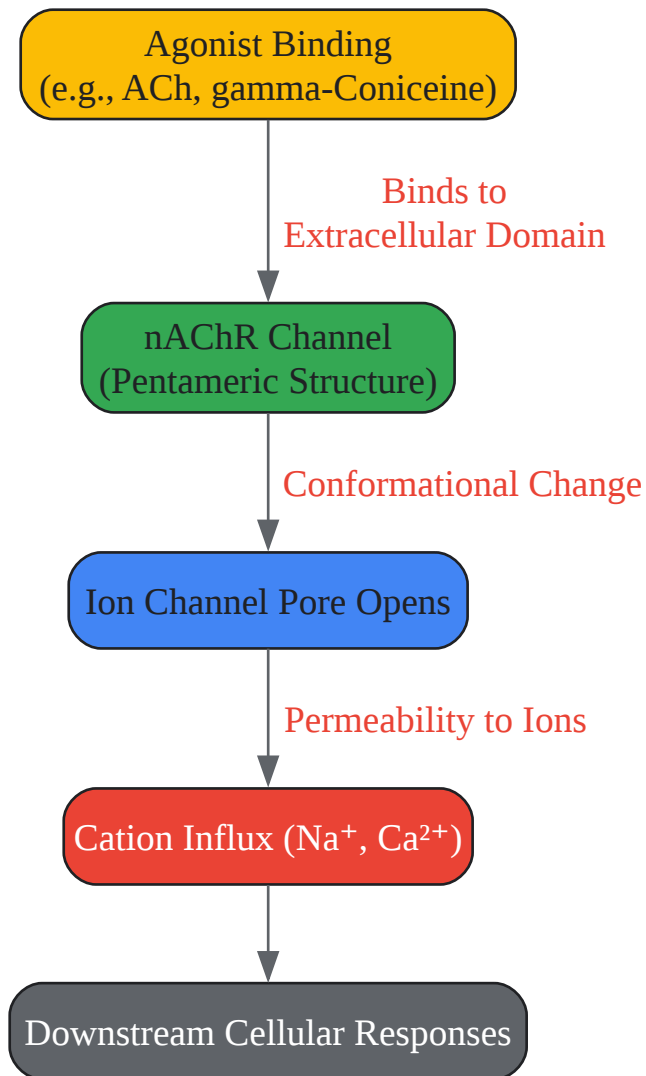 Agonist Binding
(e.g., ACh, gamma-Coniceine)
Binds to
Extracellular Domain
nAChR Channel
(Pentameric Structure)
Conformational Change
Ion Channel Pore Opens
Permeability to Ions
Cation Influx (Na⁺, Ca²⁺)
Downstream Cellular Responses